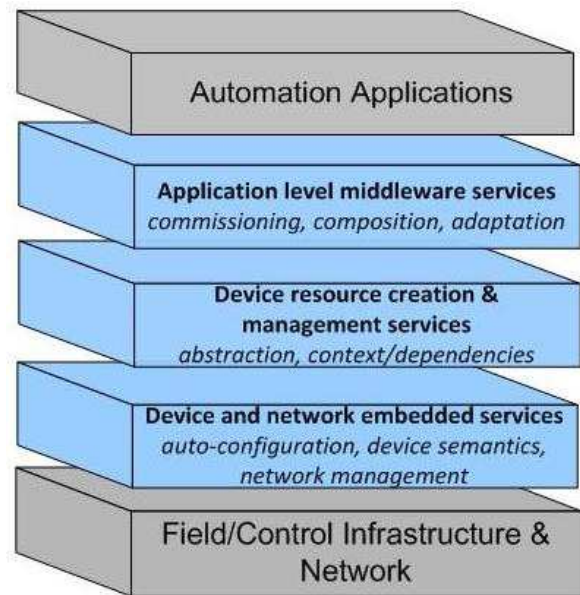 Automation Applications
Application level middleware services
commissioning, composition, adaptation
Device resource creation &
management services
abstraction, context/dependencies
Device and network embedded services
auto-configuration, device semantics,
network management
Field/Control Infrastructure &
Network